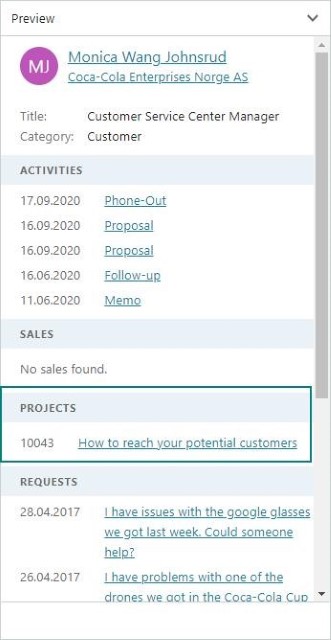 Preview
MJ
Monica Wang Johnsrud
Coca-Cola Enterprises Norge AS
Title: Customer Service Center Manager
Category: Customer
ACTIVITIES
17.09.2020 Phone-Out
16.09.2020 Proposal
16.09.2020 Proposal
16.06.2020 Follow-up
11.06.2020 Memo
SALES
No sales found.
PROJECTS
10043 How to reach your potential customers
REQUESTS
28.04.2017 I have issues with the google glasses
we got last week. Could someone
help?
26.04.2017 I have problems with one of the
drones we got in the Coca-Cola Cup